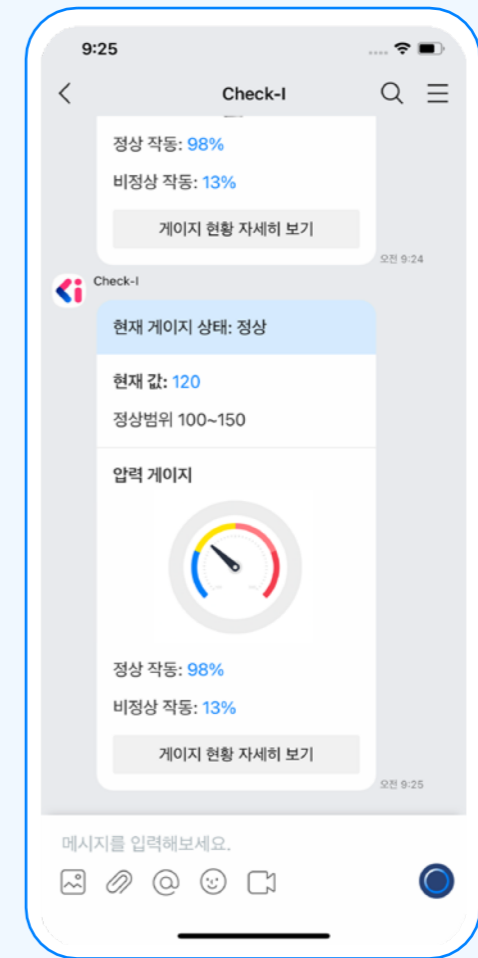 9:25
Check-I
정상 작동: 98%
비정상 작동: 13%
게이지 현황 자세히 보기
오전 9:24
Check-I
현재 게이지 상태: 정상
현재 값: 120
정상범위 100~150
압력 게이지
정상 작동: 98%
비정상 작동: 13%
게이지 현황 자세히 보기
오전 9:25
메시지를 입력해보세요.